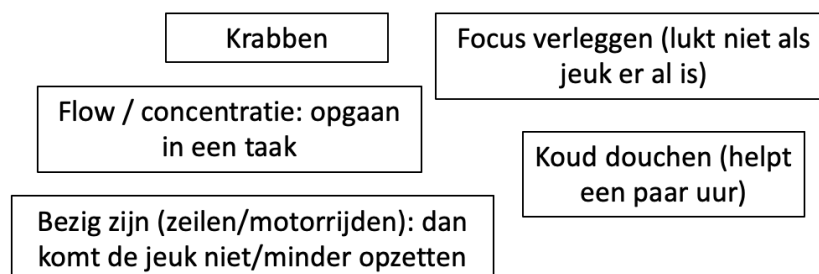 Krabben
Focus verleggen (lukt niet als
jeuk er al is)
Flow / concentratie: opgaan
in een taak
Koud douchen (helpt
een paar uur)
Bezig zijn (zeilen/motorrijden): dan
komt de jeuk niet/minder opzetten